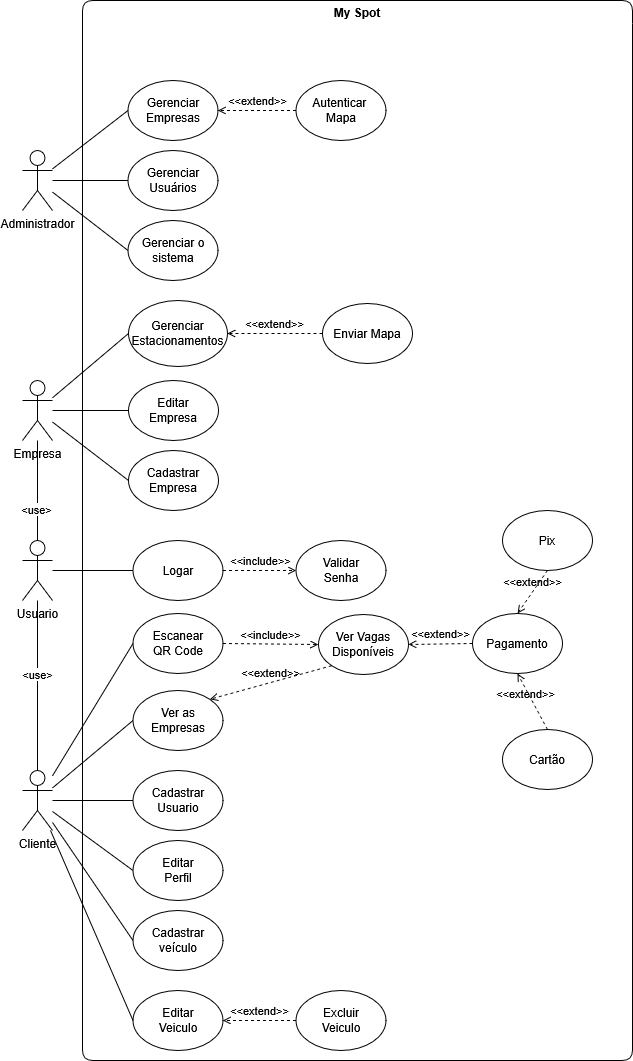 My Spot
Gerenciar
Empresas
<<extend>>
Autenticar
Mapa
Gerenciar
Usuários
Administrador
Gerenciar o
sistema
Gerenciar
Estacionamentos
<<extend>>
Enviar Mapa
Editar
Empresa
Empresa
Cadastrar
Empresa
<use>
Pix
Logar
<<include>>
Validar
Senha
<<extend>>
Usuario
Escanear
QR Code
<<include>>
Ver Vagas
Disponíveis
<<extend>>
Pagamento
<use>
<<extend>>
<<extend>>
Ver as
Empresas
Cartão
Cadastrar
Usuario
Cliente
Editar
Perfil
Cadastrar
veículo
Editar
Veiculo
<<extend>>
Excluir
Veiculo